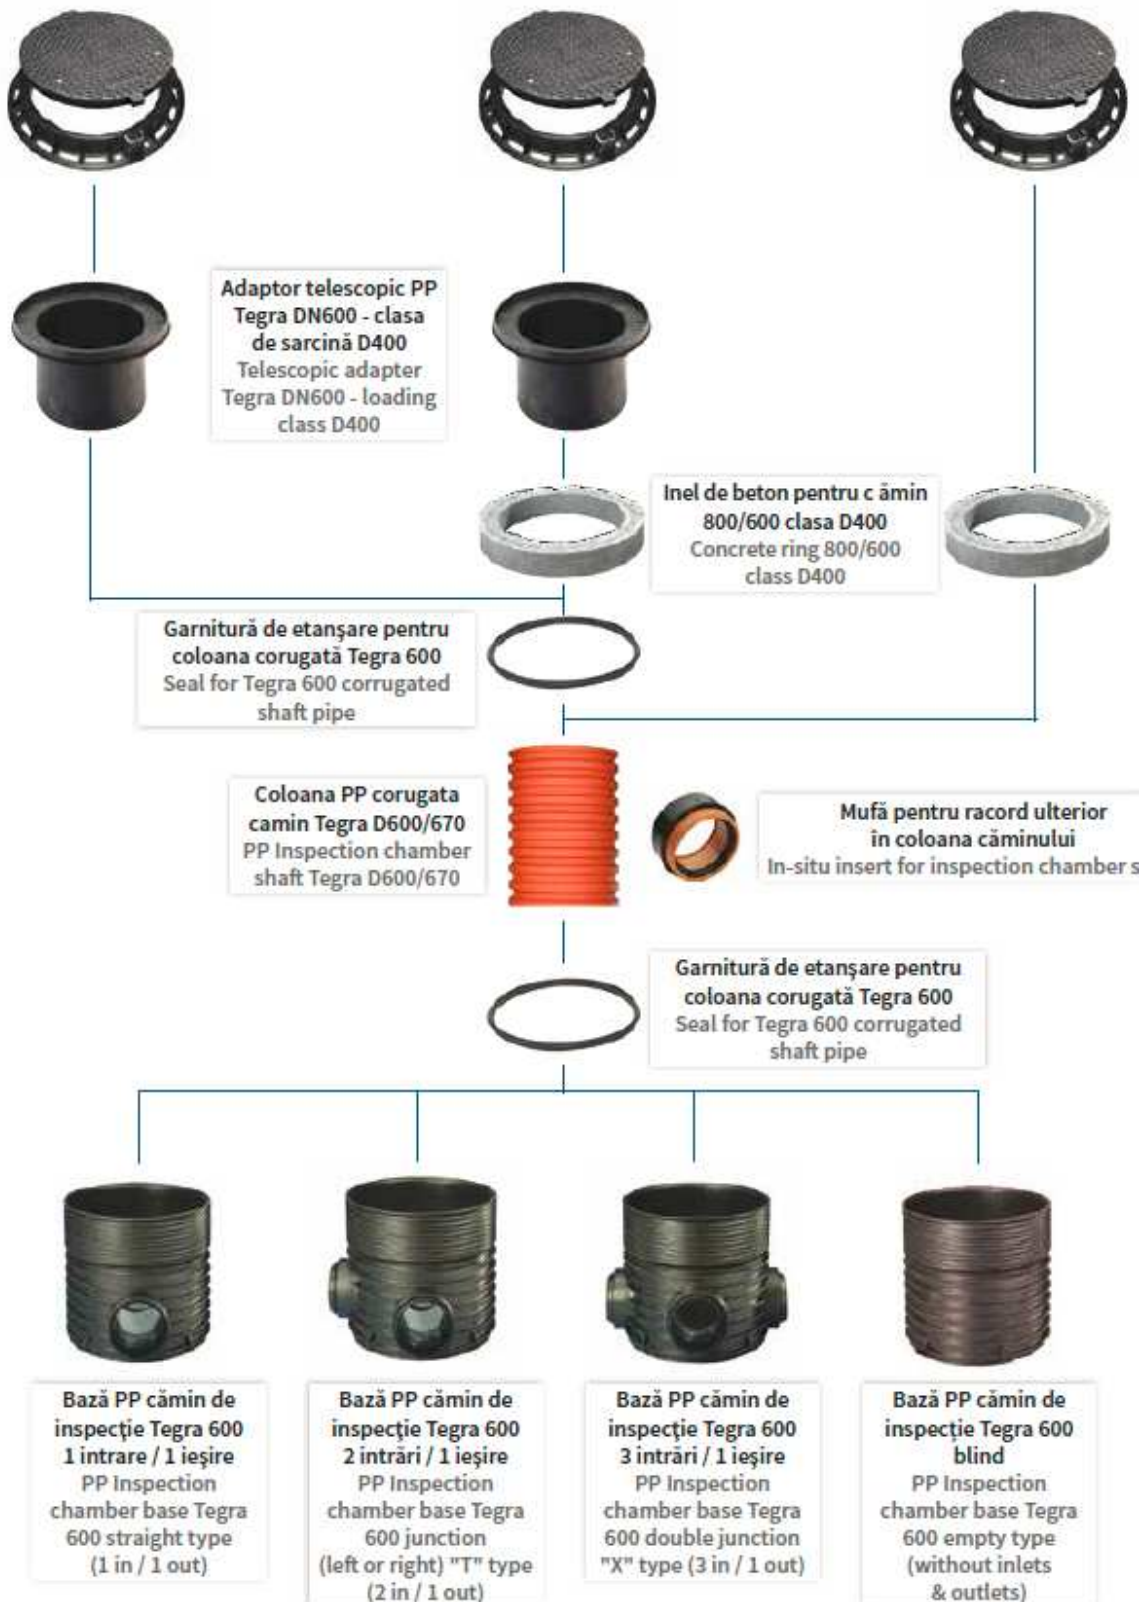 Adaptor telescopic PP
Tegra DN600 - clasa
de sarcină D400
Telescopic adapter
Tegra DN600 - loading
class D400
Inel de beton pentru c ămin
800/600 clasa D400
Concrete ring 800/600
class D400
Garnitură de etanşare pentru
coloana corugată Tegra 600
Seal for Tegra 600 corrugated
shaft pipe
Coloana PP corugata
camin Tegra D600/670
PP Inspection chamber
shaft Tegra D600/670
Mufă pentru racord ulterior
în coloana căminului
In-situ insert for inspection chamber s
Garnitură de etanşare pentru
coloana corugată Tegra 600
Seal for Tegra 600 corrugated
shaft pipe
Bază PP cămin de
inspecţie Tegra 600
1 intrare / 1 ieşire
PP Inspection
chamber base Tegra
600 straight type
(1 in / 1 out)
Bază PP cămin de
inspecţie Tegra 600
2 intrări / 1 ieşire
PP Inspection
chamber base Tegra
600 junction
(left or right) "T" type
(2 in / 1 out)
Bază PP cămin de
inspecţie Tegra 600
3 intrări / 1 ieşire
PP Inspection
chamber base Tegra
600 double junction
"X" type (3 in / 1 out)
Bază PP cămin de
inspecţie Tegra 600
blind
PP Inspection
chamber base Tegra
600 empty type
(without inlets
& outlets)